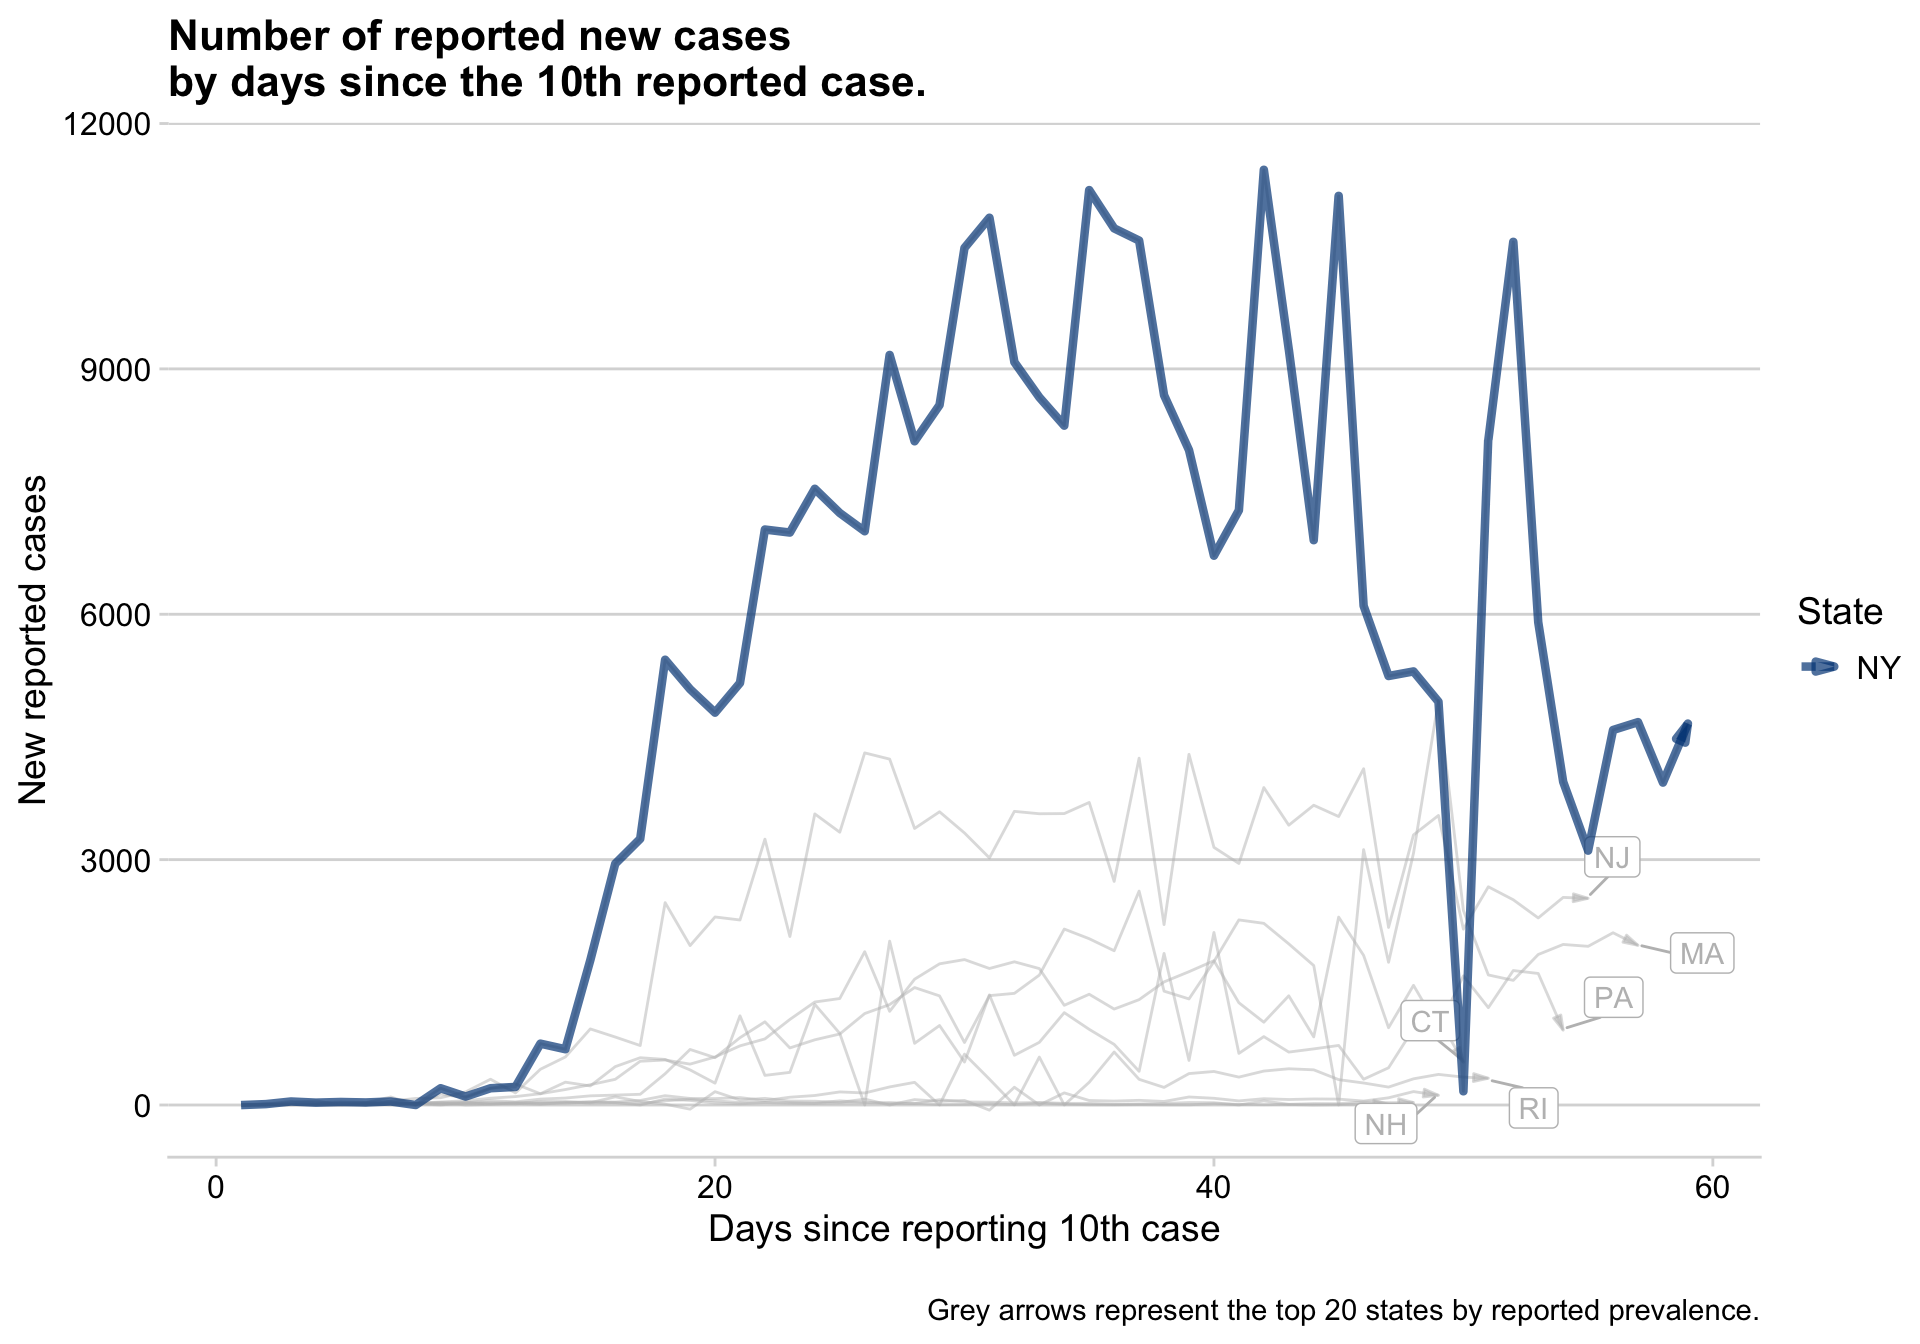 Number of reported new cases
by days since the 10th reported case.
12000
9000
6000
3000
0
New reported cases
NJ
MA
PA
CT
RI
NH
State
NY
0 20 40 60
Days since reporting 10th case
Grey arrows represent the top 20 states by reported prevalence.